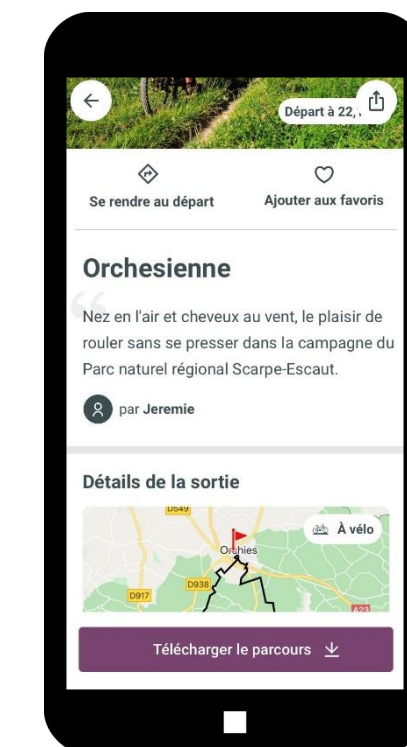 Départ à 22,
Se rendre au départ
Ajouter aux favoris
Orchesienne
Nez en l'air et cheveux au vent, le plaisir de
rouler sans se presser dans la campagne du
Parc naturel régional Scarpe-Escaut.
par Jeremie
Détails de la sortie
D549
À vélo
Orchies
D938
D917
A23
Télécharger le parcours